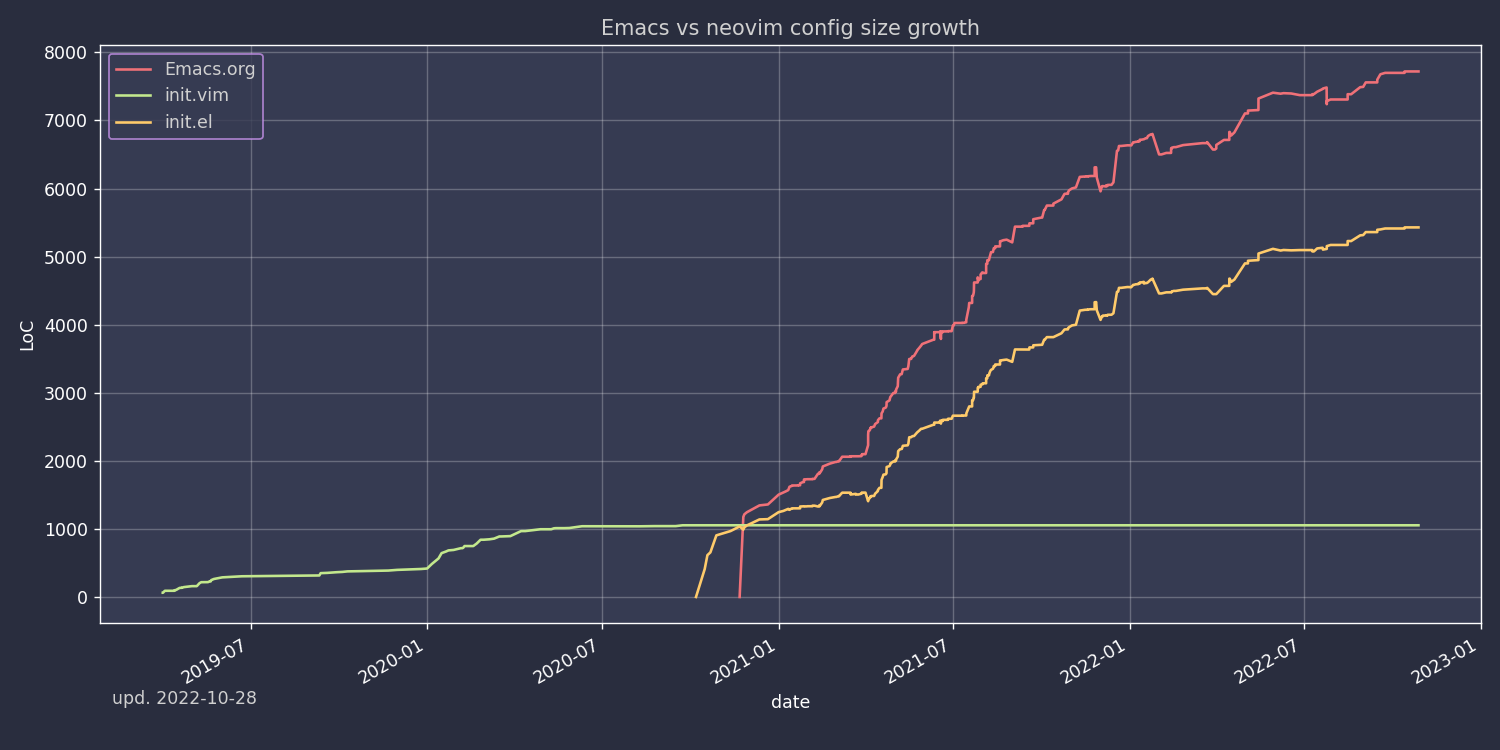 Emacs vs neovim config size growth
8000
7000
6000
5000
4000
3000
2000
1000
0
LoC
Emacs.org
init.vim
init.el
2019-07
2020-01
2020-07
2021-01
2021-07
2022-01
2022-07
2023-01
date
upd. 2022-10-28